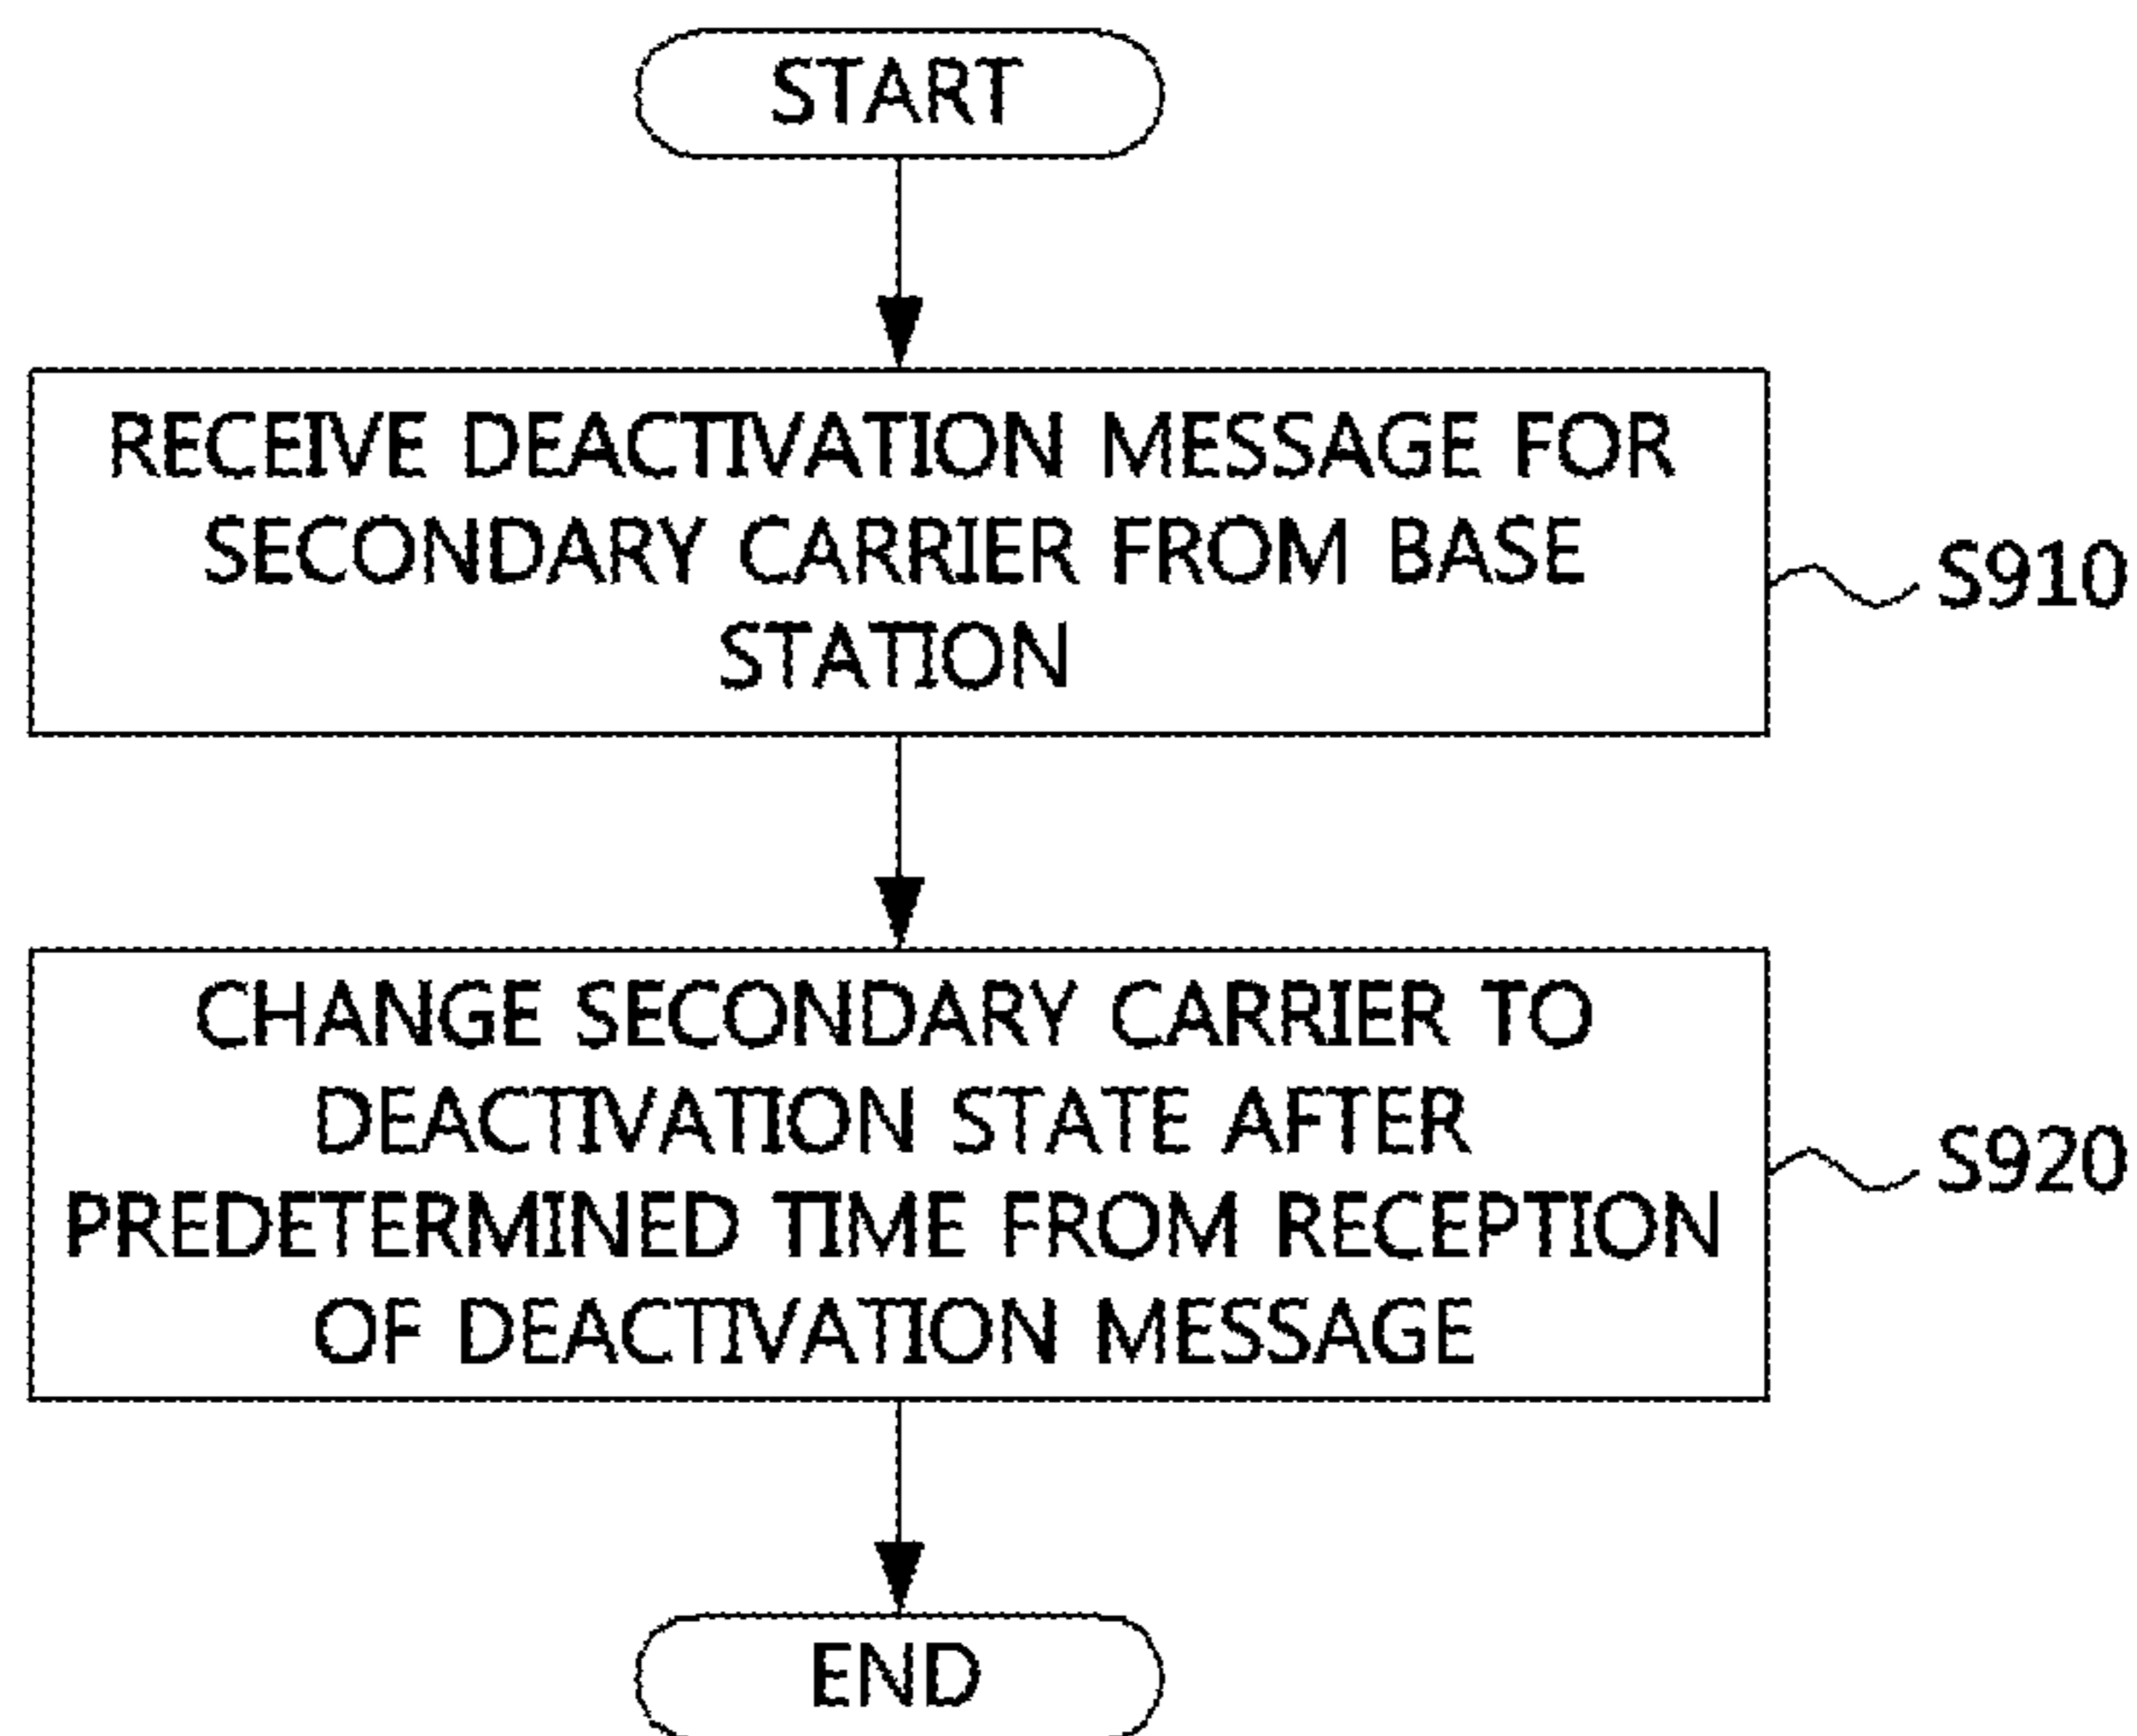 START
RECEIVE DEACTIVATION MESSAGE FOR
SECONDARY CARRIER FROM BASE
STATION
S910
CHANGE SECONDARY CARRIER TO
DEACTIVATION STATE AFTER
PREDETERMINED TIME FROM RECEPTION
OF DEACTIVATION MESSAGE
S920
END